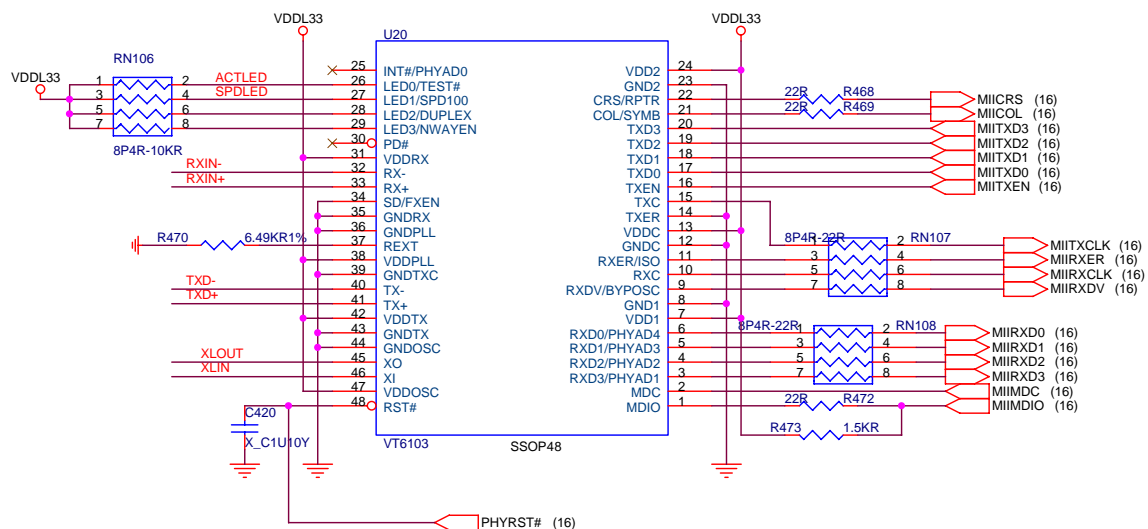 VDDL33 VDDL33
U20
RN106
VDDL33
25 INT#/PHYAD0 VDD2 24
1 2 ACTLED 26 LED0/TEST# GND2 23
3 4 SPDLED 27 LED1/SPD100 CRS/RPTR 22 22R R468 MIICRS (16)
5 6 28 LED2/DUPLEX COL/SYMB 21 22R R469 MIICOL (16)
7 8 29 LED3/NWAYEN TXD3 20 MIITXD3 (16)
8P4R-10KR 30 PD# TXD2 19 MIITXD2 (16)
31 VDDRX TXD1 18 MIITXD1 (16)
RXIN- 32 RX- TXD0 17 MIITXD0 (16)
RXIN+ 33 RX+ TXEN 16 MIITXEN (16)
34 SD/FXEN TXC 15
35 GNDRX TXER 14
36 GNDPLL VDDC 13
R470 6.49KR1% 37 REXT GNDC 12 8P4R-22R 2 RN107 MIITXCLK (16)
38 VDDPLL RXER/ISO 11 3 4 MIIRXER (16)
39 GNDTXC RXC 10 5 6 MIIRXCLK (16)
TXD- 40 TX- RXDV/BYPOSC 9 7 8 MIIRXDV (16)
TXD+ 41 TX+ GND1 8
42 VDDTX VDD1 7
43 GNDTX RXD0/PHYAD4 6 8P4R-22R 1 2 RN108 MIIRXD0 (16)
44 GNDOSC RXD1/PHYAD3 5 3 4 MIIRXD1 (16)
XLOUT 45 XO RXD2/PHYAD2 4 5 6 MIIRXD2 (16)
XLIN 46 XI RXD3/PHYAD1 3 7 8 MIIRXD3 (16)
47 VDDOSC MDC 2 MIIMDC (16)
48 RST# MDIO 1 22R R472 MIIMDIO (16)
C420
R473 1.5KR
X_C1U10Y VT6103 SSOP48
PHYRST# (16)